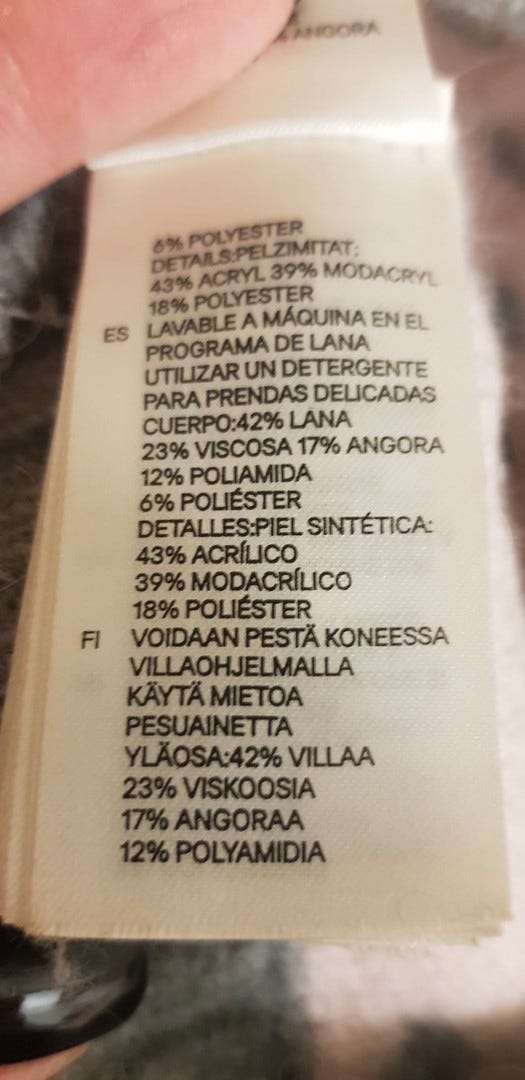 ANGORA
6% POLYESTER
DETAILS:PELZIMITAT:
43% ACRYL 39% MODACRYL
18% POLYESTER
ES LAVABLE A MÁQUINA EN EL
PROGRAMA DE LANA
UTILIZAR UN DETERGENTE
PARA PRENDAS DELICADAS
CUERPO:42% LANA
23% VISCOSA 17% ANGORA
12% POLIAMIDA
6% POLIÉSTER
DETALLES:PIEL SINTÉTICA:
43% ACRÍLICO
39% MODACRÍLICO
18% POLIÉSTER
FI VOIDAAN PESTÄ KONEESSA
VILLAOHJELMALLA
KÄYTÄ MIETOA
PESUAINETTA
YLÄOSA:42% VILLAA
23% VISKOOSIA
17% ANGORAA
12% POLYAMIDIA